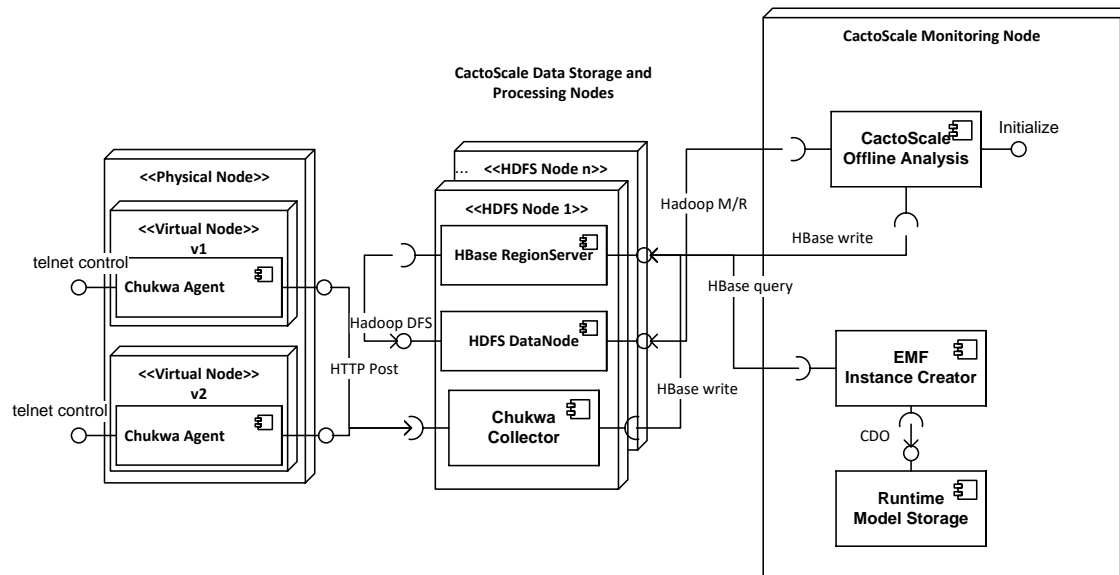 CactoScale Monitoring Node
CactoScale Data Storage and
Processing Nodes
CactoScale
Offline Analysis
Initialize
<<Physical Node>>
... <<HDFS Node n>>
<<HDFS Node 1>>
Hadoop M/R
<<Virtual Node>>
v1
telnet control
Chukwa Agent
HBase RegionServer
HBase write
HBase query
Hadoop DFS
HDFS DataNode
EMF
Instance Creator
<<Virtual Node>>
v2
HTTP Post
HBase write
telnet control
Chukwa Agent
Chukwa
Collector
CDO
Runtime
Model Storage